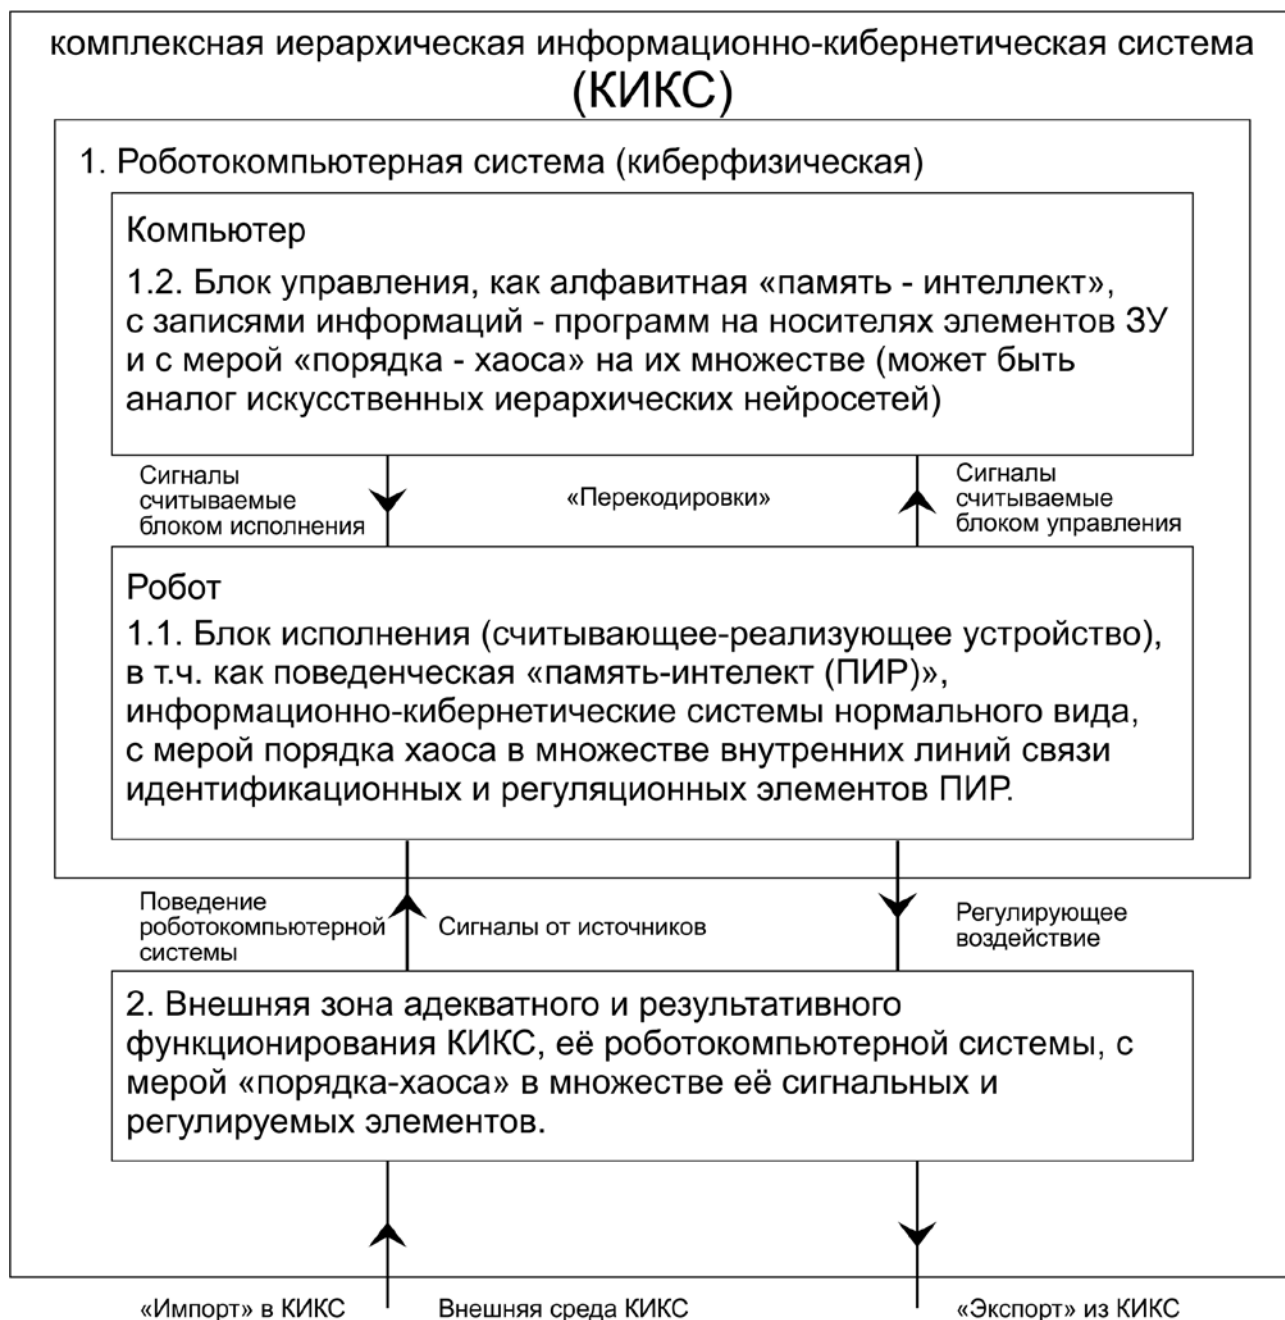 комплексная иерархическая информационно-кибернетическая система
(КИКС)
1. Роботокомпьютерная система (киберфизическая)
Компьютер
1.2. Блок управления, как алфавитная «память - интеллект»,
с записями информаций - программ на носителях элементов ЗУ
и с мерой «порядка - хаоса» на их множестве (может быть
аналог искусственных иерархических нейросетей)
Сигналы
считываемые
блоком исполнения
«Перекодировки»
Сигналы
считываемые
блоком управления
Робот
1.1. Блок исполнения (считывающее-реализующее устройство),
в т.ч. как поведенческая «память-интелект (ПИР)»,
информационно-кибернетические системы нормального вида,
с мерой порядка хаоса в множестве внутренних линий связи
идентификационных и регуляционных элементов ПИР.
Поведение
роботокомпьютерной
системы
Сигналы от источников
Регулирующее
воздействие
2. Внешняя зона адекватного и результативного
функционирования КИКС, её роботокомпьютерной системы, с
мерой «порядка-хаоса» в множестве её сигнальных и
регулируемых элементов.
«Импорт» в КИКС
Внешняя среда КИКС
«Экспорт» из КИКС